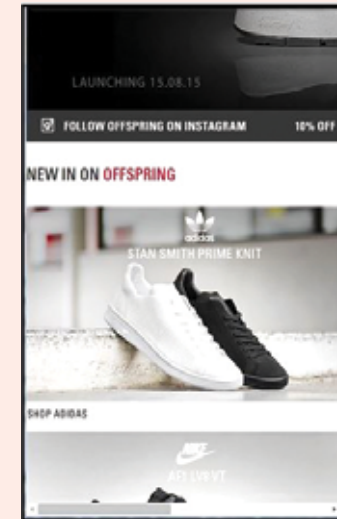 LAUNCHING 15.08.15
FOLLOW OFFSPRING ON INSTAGRAM 10% OFF
NEW IN ON OFFSPRING
adidas
STAN SMITH PRIME KNIT
SHOP ADIDAS
NIKE